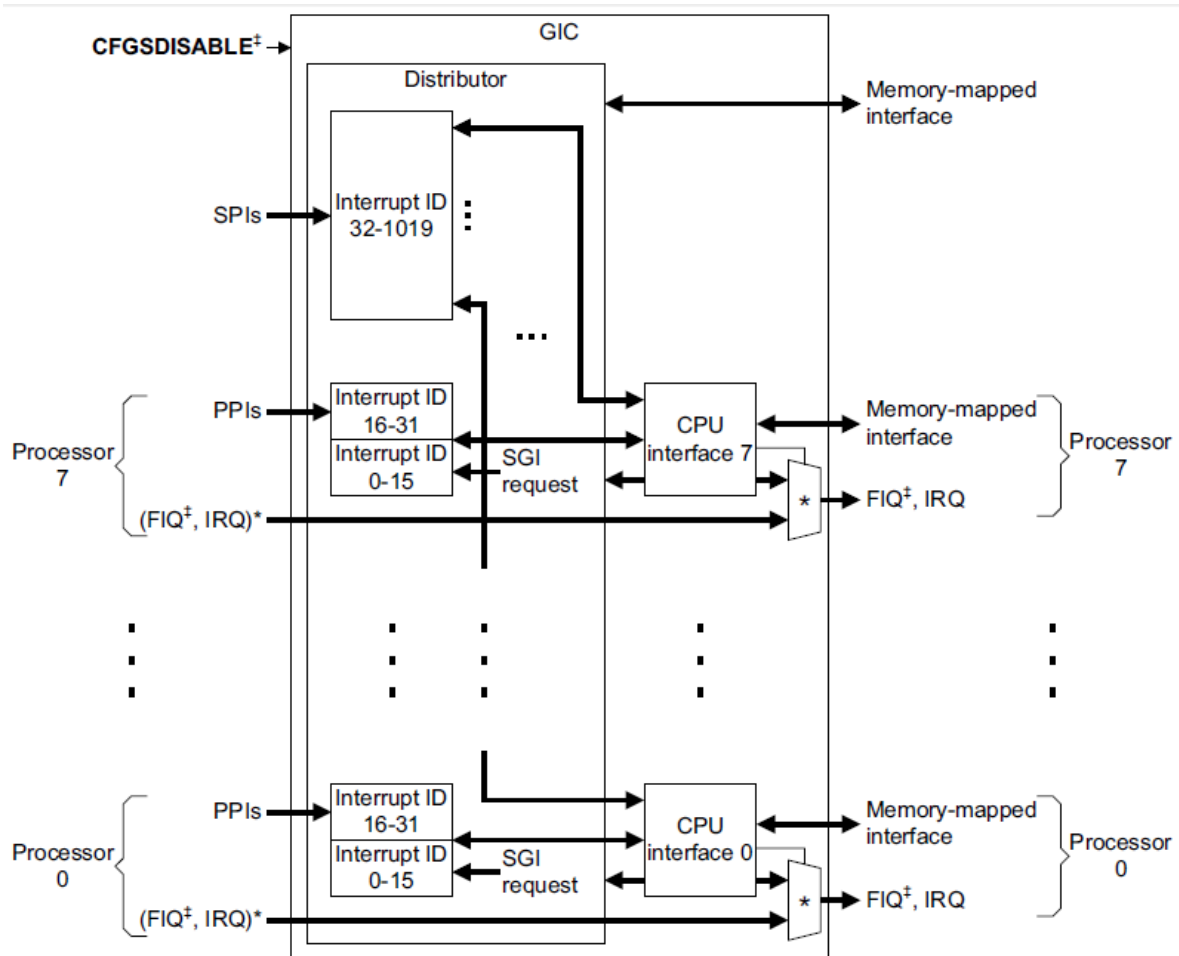 GIC
CFGSDISABLE‡
Distributor
Memory-mapped
interface
SPIs
Interrupt ID
32-1019
PPIs
Interrupt ID
16-31
Interrupt ID
0-15
SGI
request
CPU
interface 7
Memory-mapped
interface
Processor
7
Processor
7
(FIQ‡, IRQ)*
*
FIQ‡, IRQ
PPIs
Interrupt ID
16-31
Interrupt ID
0-15
SGI
request
CPU
interface 0
Memory-mapped
interface
Processor
0
Processor
0
(FIQ‡, IRQ)*
*
FIQ‡, IRQ